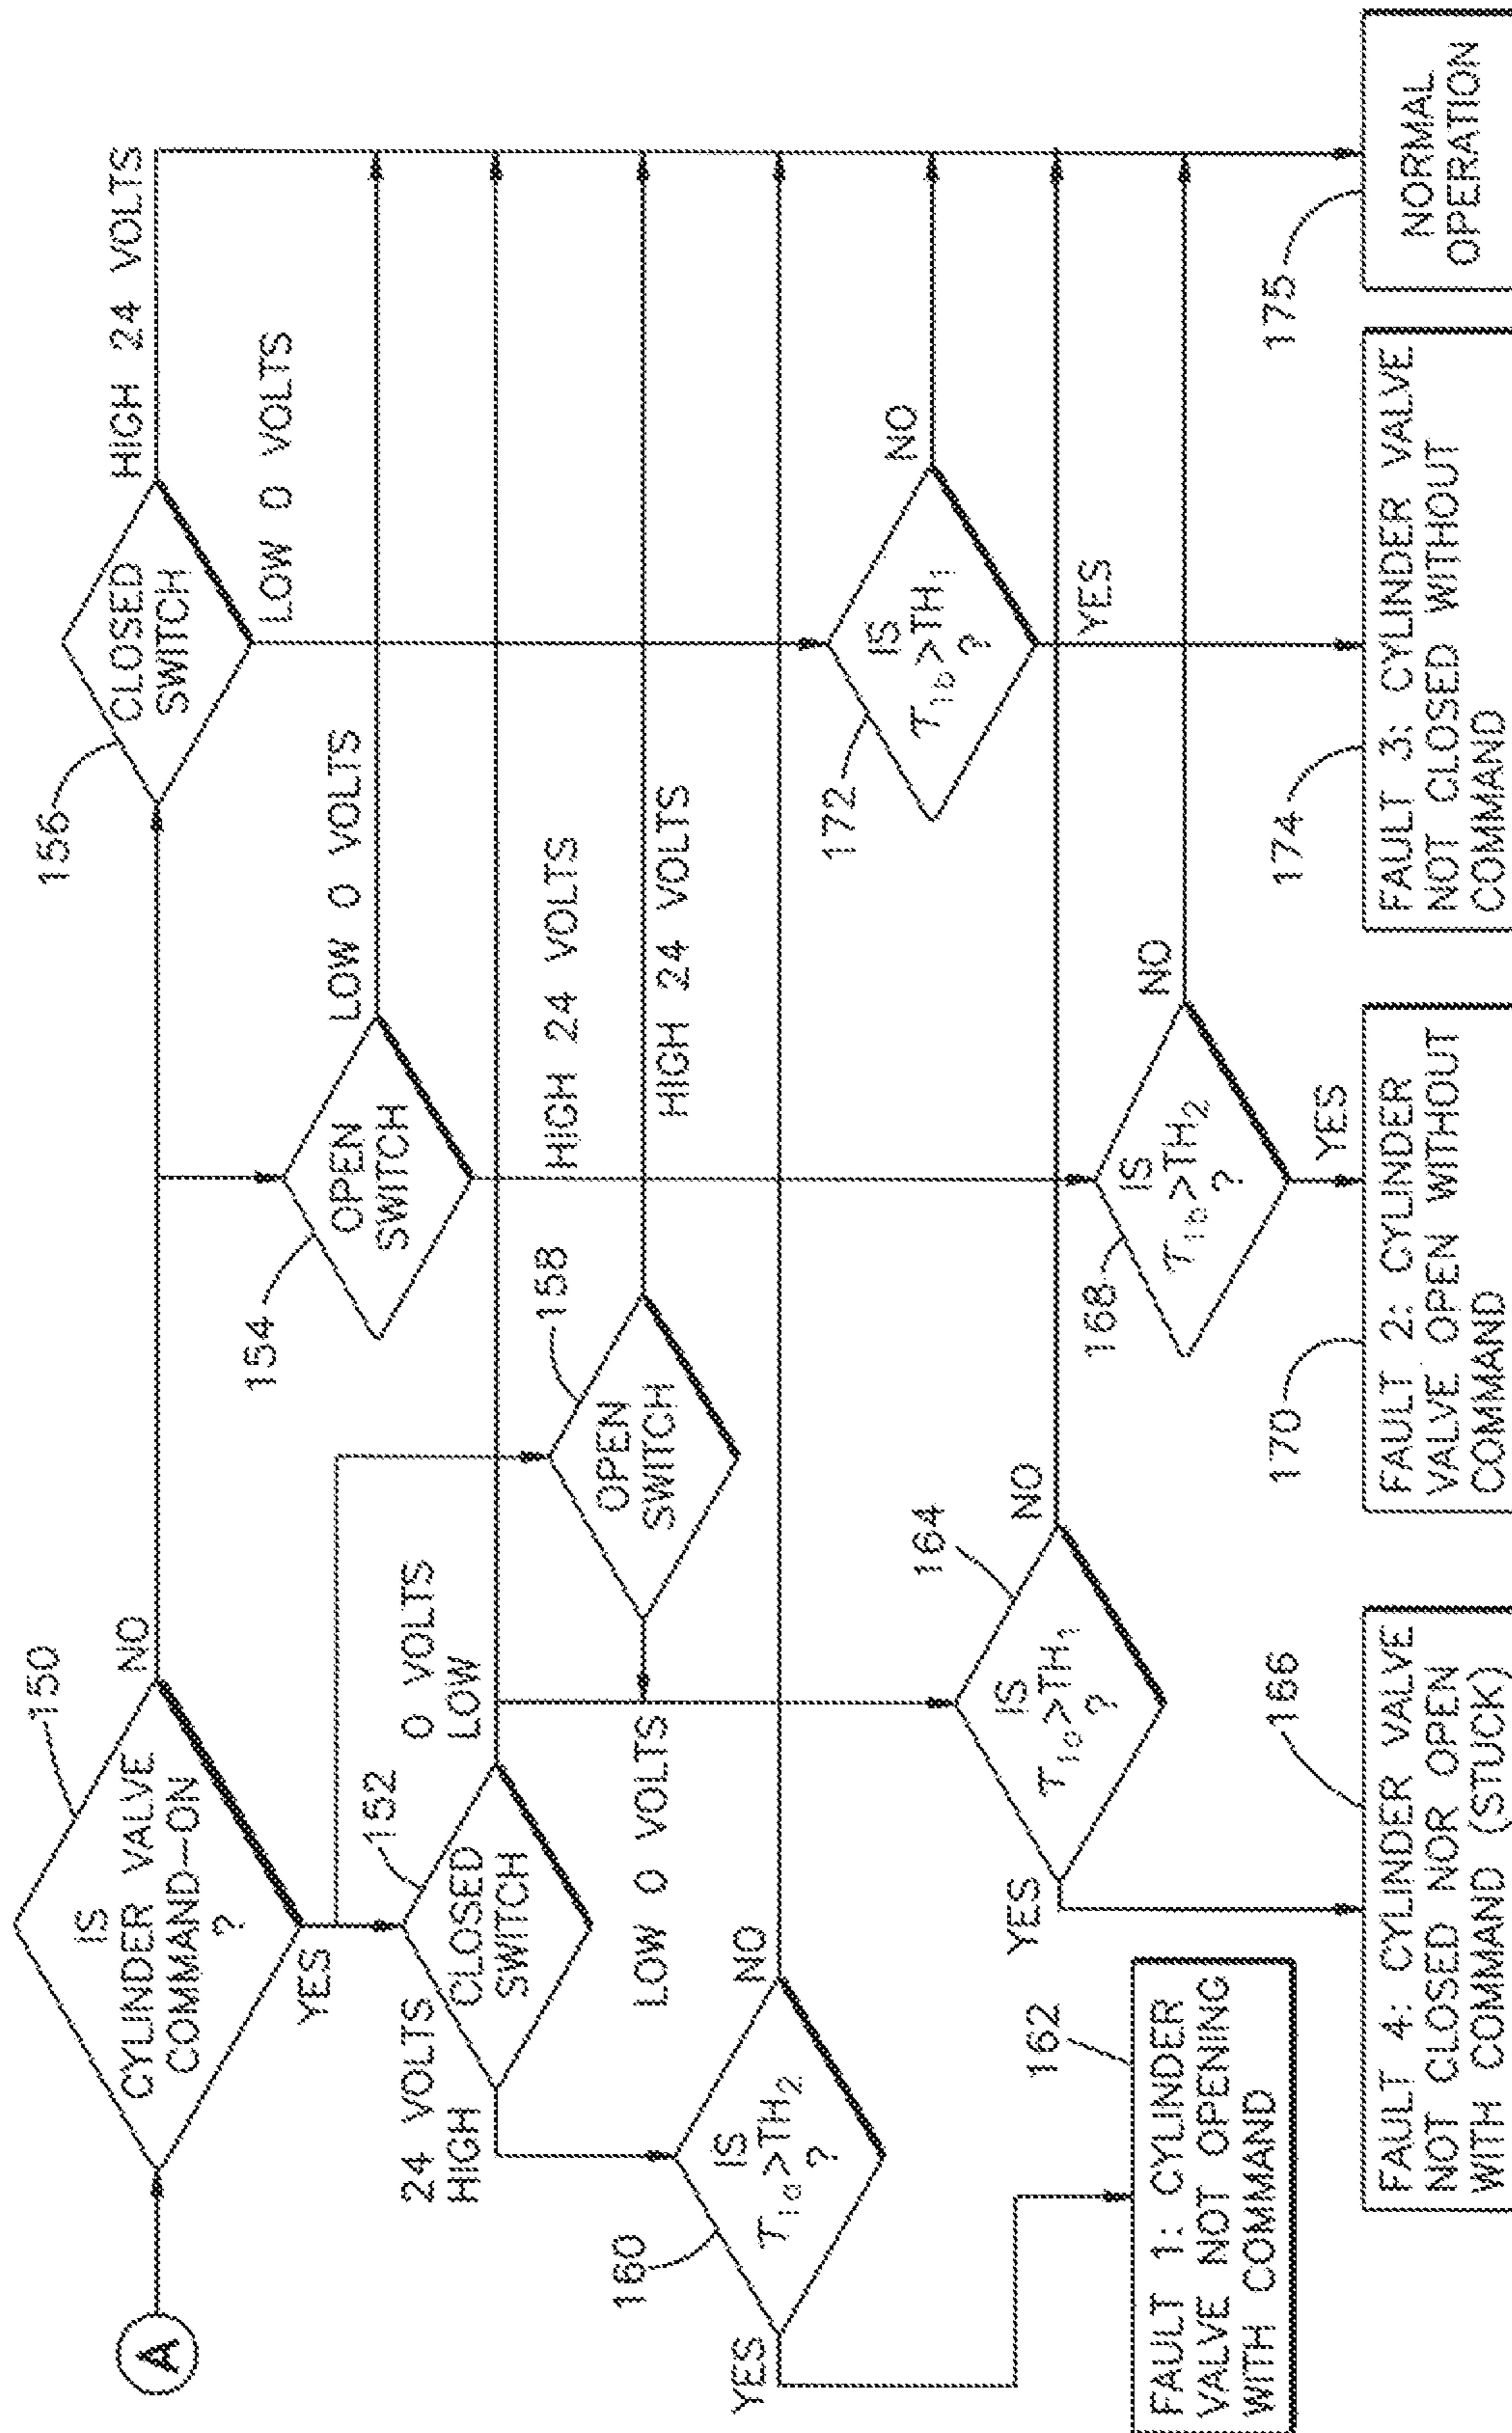 A
IS
CYLINDER VALVE
COMMAND-ON
?
150
NO
YES
CLOSED
SWITCH
156
HIGH 24 VOLTS
LOW 0 VOLTS
OPEN
SWITCH
154
LOW 0 VOLTS
HIGH 24 VOLTS
CLOSED
SWITCH
152
24 VOLTS
HIGH
0 VOLTS
LOW
OPEN
SWITCH
158
HIGH 24 VOLTS
LOW 0 VOLTS
IS
T1a>TH2
?
160
YES
NO
IS
T1b>TH1
?
172
NO
YES
IS
T1a>TH1
?
164
YES
NO
IS
T1b>TH2
?
168
NO
YES
162
FAULT 1: CYLINDER
VALVE NOT OPENING
WITH COMMAND
166
FAULT 4: CYLINDER VALVE
NOT CLOSED NOR OPEN
WITH COMMAND (STUCK)
170
FAULT 2: CYLINDER
VALVE OPEN WITHOUT
COMMAND
174
FAULT 3: CYLINDER VALVE
NOT CLOSED WITHOUT
COMMAND
175
NORMAL
OPERATION